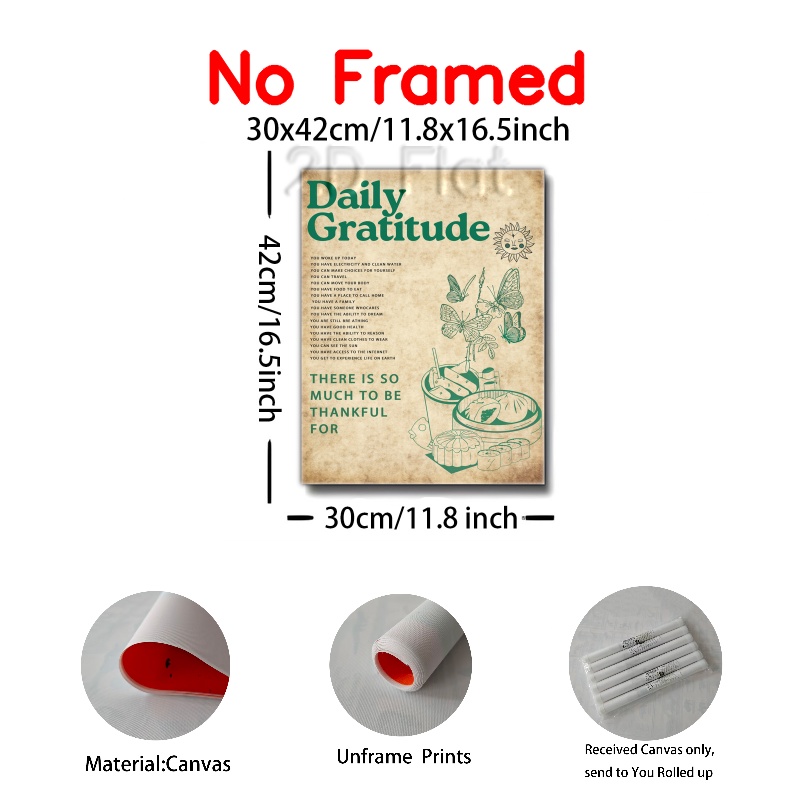 No Framed
30x42cm/11.8x16.5inch
2D Flat
42cm/16.5inch
Daily
Gratitude
YOU WOKE UP TODAY
YOU HAVE ELECTRICITY AND CLEAN WATER
YOU CAN MAKE CHOICES FOR YOURSELF
YOU CAN TRAVEL
YOU CAN MOVE YOUR BODY
YOU HAVE FOOD TO EAT
YOU HAVE A PLACE TO CALL HOME
YOU HAVE A FAMILY
YOU HAVE SOMEONE WHOCARES
YOU HAVE THE ABILITY TO DREAM
YOU ARE STILL BRE ATHING
YOU HAVE GOOD HEALTH
YOU HAVE THE ABILITY TO REASON
YOU HAVE CLEAN CLOTHES TO WEAR
YOU CAN SEE THE SUN
YOU HAVE ACCESS TO THE INTERNET
YOU GET TO EXPERIENCE LIFE ON EARTH
THERE IS SO
MUCH TO BE
THANKFUL
FOR
30cm/11.8 inch
Material:Canvas
Unframe Prints
Received Canvas only,
send to You Rolled up